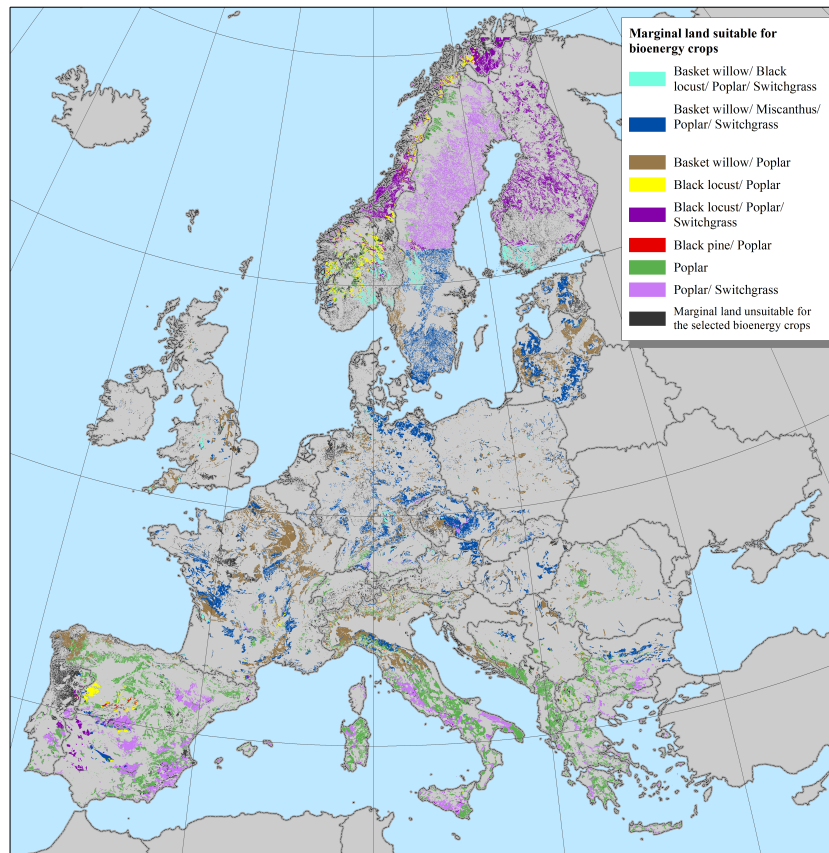 Marginal land suitable for
bioenergy crops
Basket willow/ Black
locust/ Poplar/ Switchgrass
Basket willow/ Miscanthus/
Poplar/ Switchgrass
Basket willow/ Poplar
Black locust/ Poplar
Black locust/ Poplar/
Switchgrass
Black pine/ Poplar
Poplar
Poplar/ Switchgrass
Marginal land unsuitable for
the selected bioenergy crops